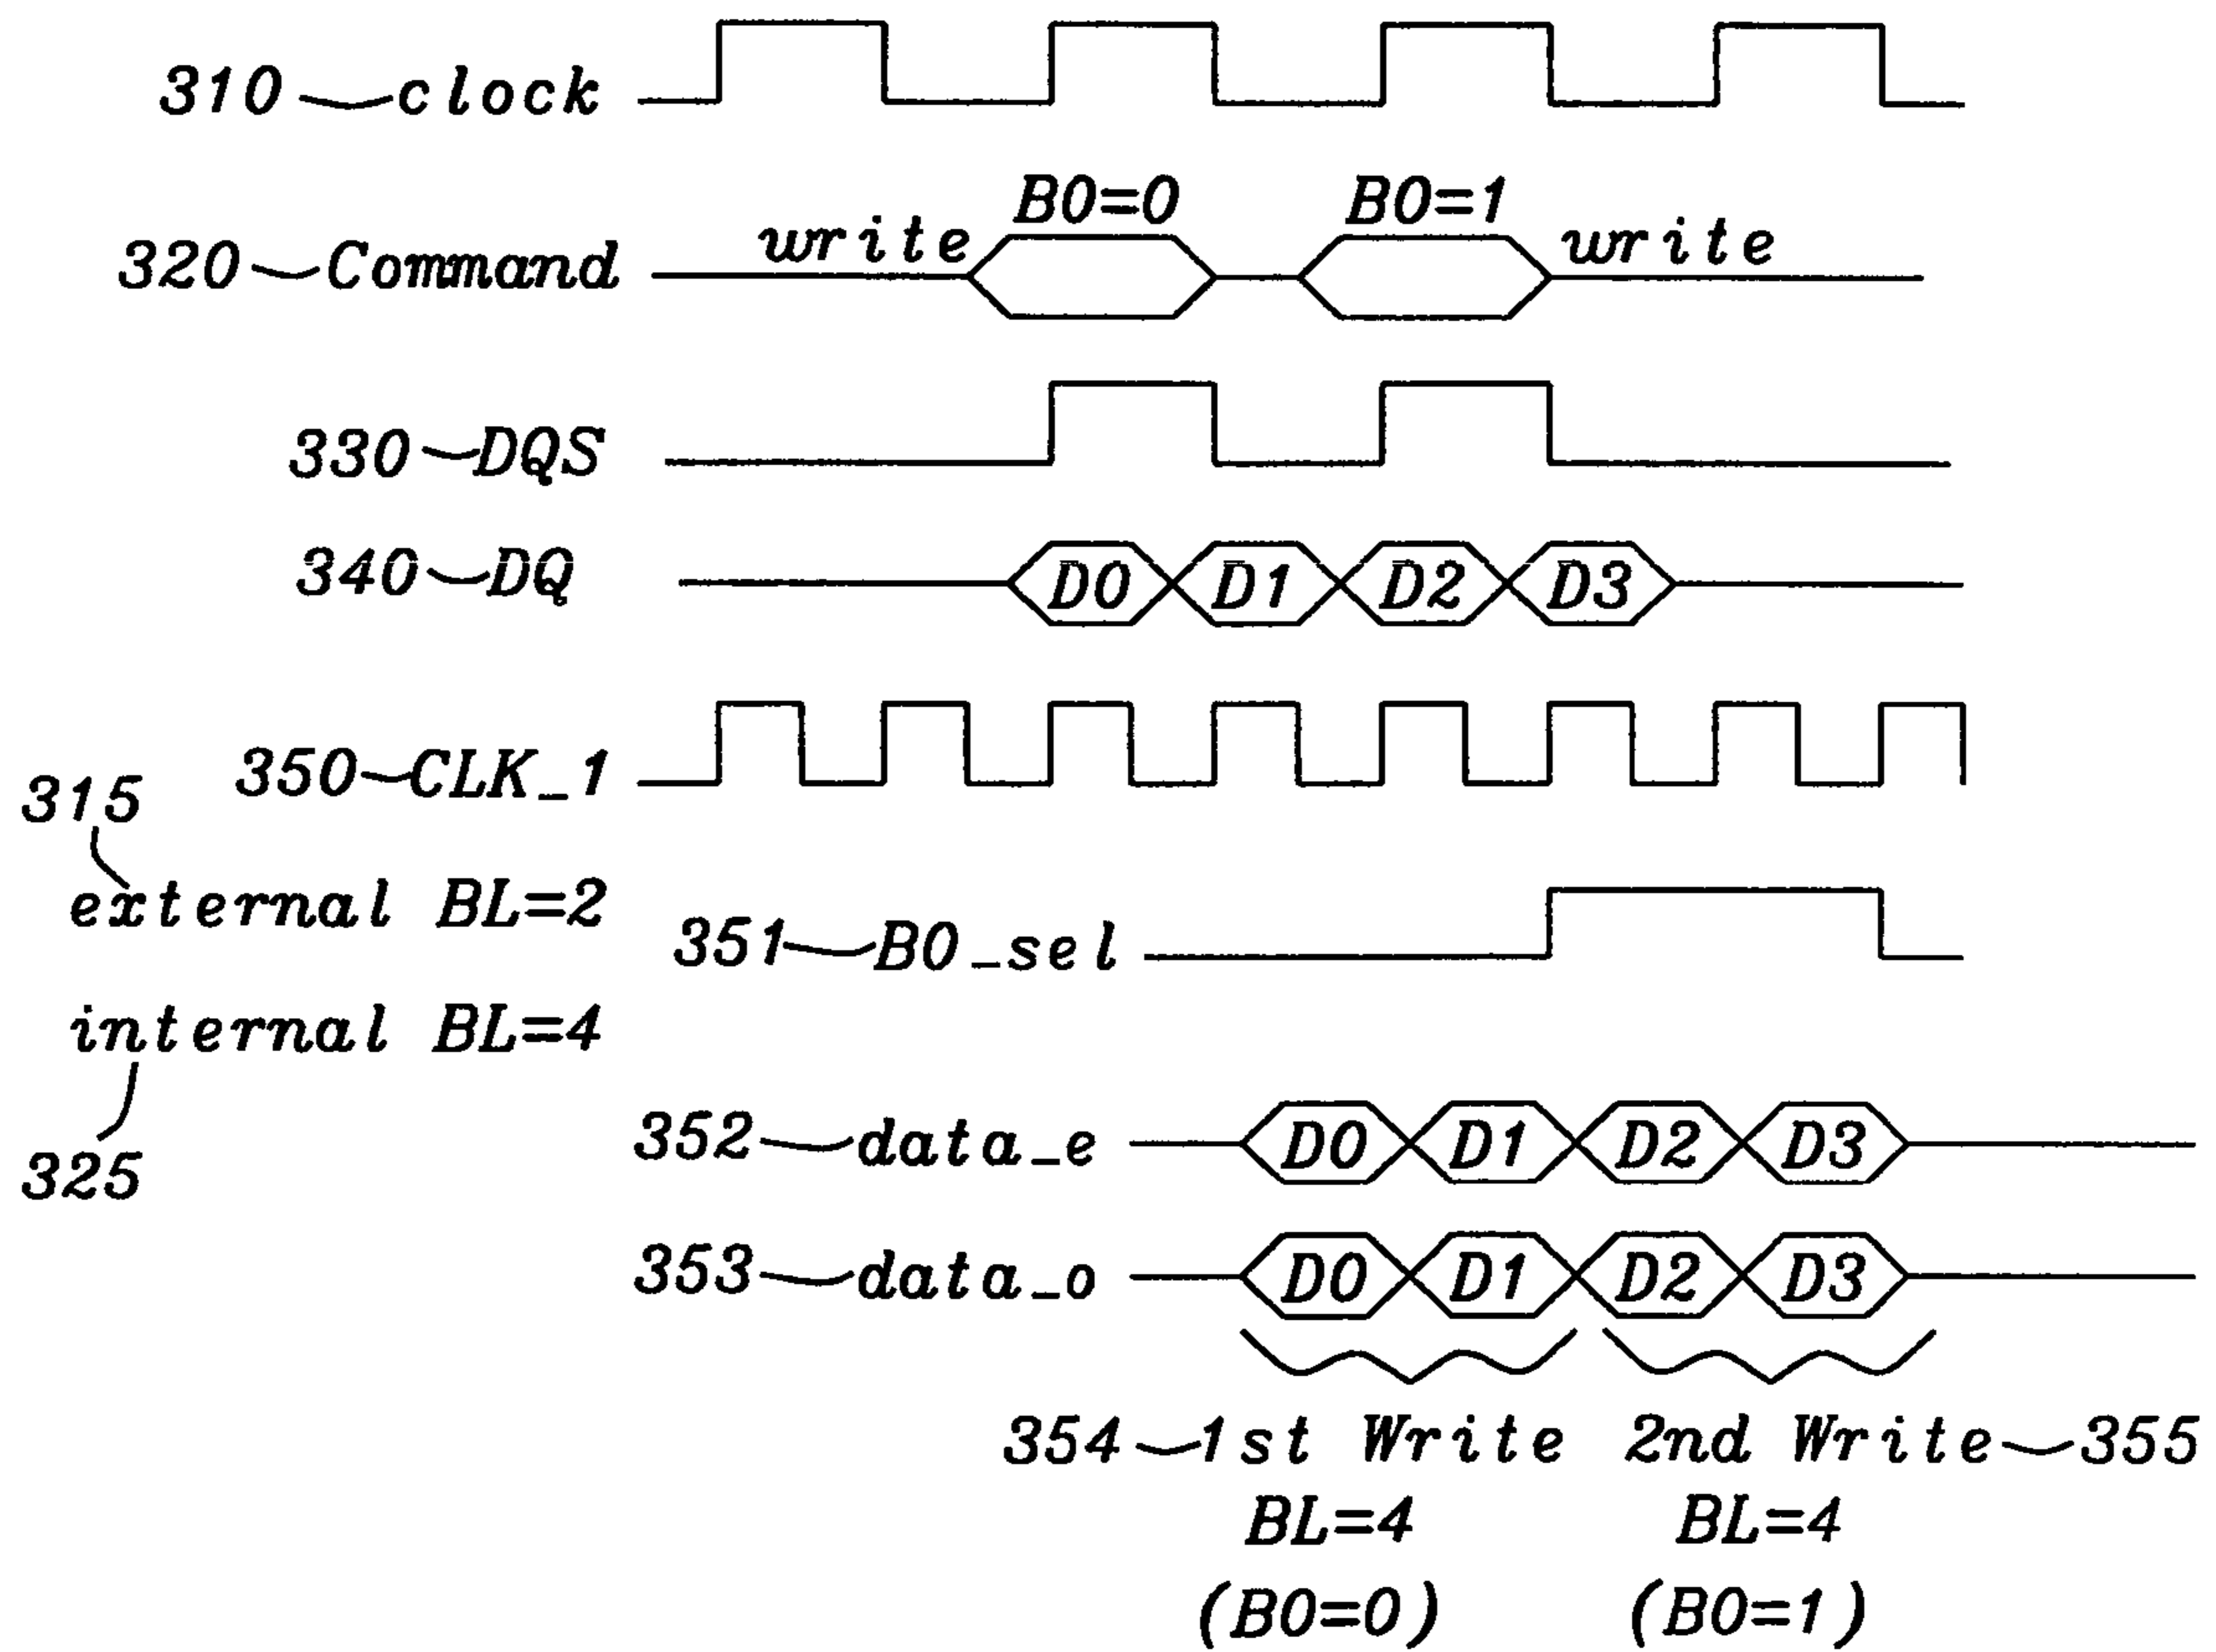 310 clock
B0=0 B0=1
320 Command write write
330 DQS
340 DQ D0 D1 D2 D3
350 CLK_1
315
external BL=2
351 B0_sel
internal BL=4
352 data_e D0 D1 D2 D3
325
353 data_o D0 D1 D2 D3
354 1st Write 2nd Write 355
BL=4 BL=4
(B0=0) (B0=1)